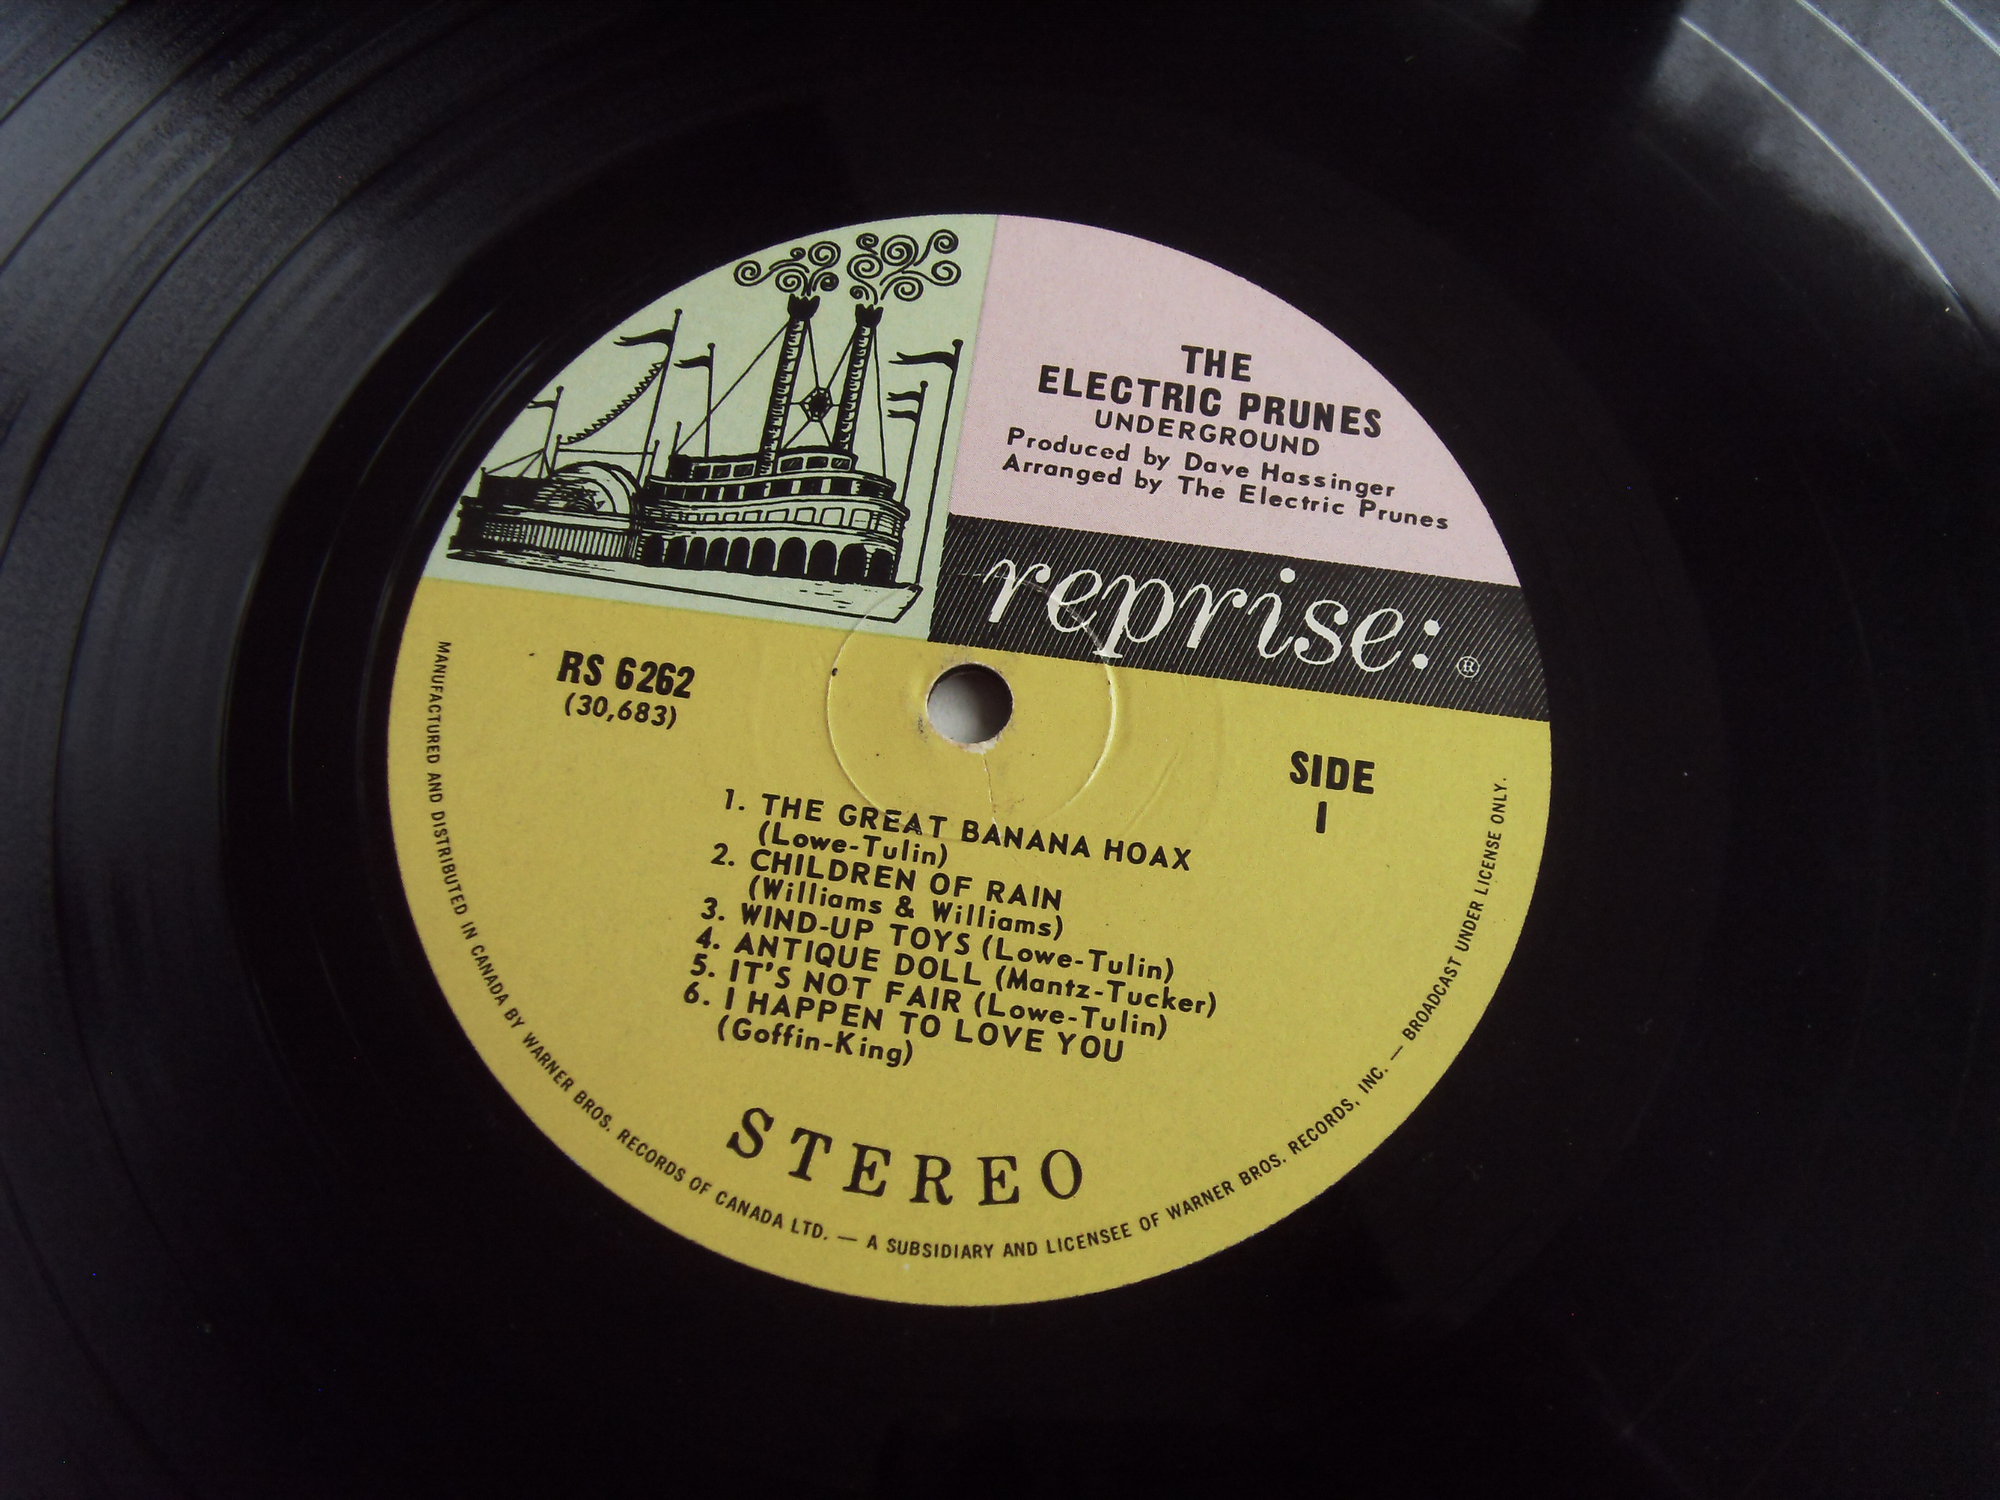 THE
ELECTRIC PRUNES
UNDERGROUND
Produced by Dave Hassinger
Arranged by The Electric Prunes
reprise: ®
RS 6262
(30,683)
SIDE
1
1. THE GREAT BANANA HOAX
(Lowe-Tulin)
2. CHILDREN OF RAIN
(Williams & Williams)
3. WIND-UP TOYS (Lowe-Tulin)
4. ANTIQUE DOLL (Mantz-Tucker)
5. IT'S NOT FAIR (Lowe-Tulin)
6. I HAPPEN TO LOVE YOU
(Goffin-King)
STEREO
MANUFACTURED AND DISTRIBUTED IN CANADA BY WARNER BROS. RECORDS OF CANADA LTD. — A SUBSIDIARY AND LICENSEE OF WARNER BROS. RECORDS, INC. — BROADCAST UNDER LICENSE ONLY.